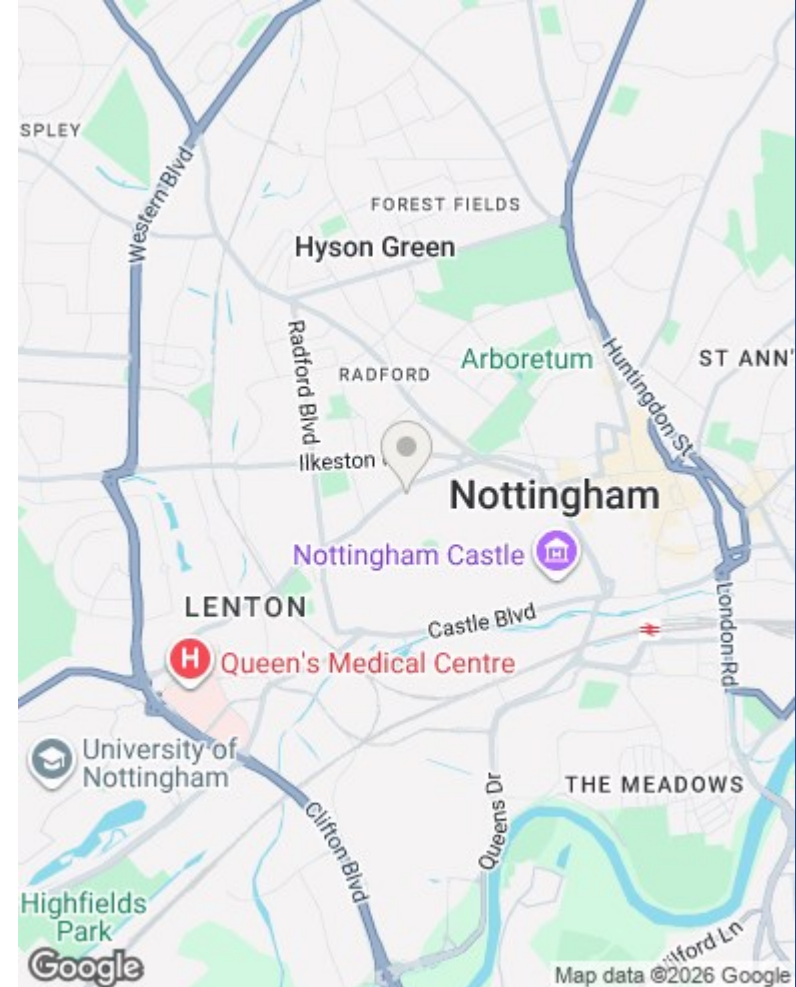 SPLEY
Western Blvd
FOREST FIELDS
Hyson Green
Radford Blvd
RADFORD
Arboretum
Huntingdon St
ST ANN'
Ilkeston
Nottingham
Nottingham Castle
LENTON
Castle Blvd
London Rd
H
Queen's Medical Centre
University of
Nottingham
THE MEADOWS
Queens Dr
Clifton Blvd
Highfields
Park
ilford Ln
Google
Map data ©2026 Google